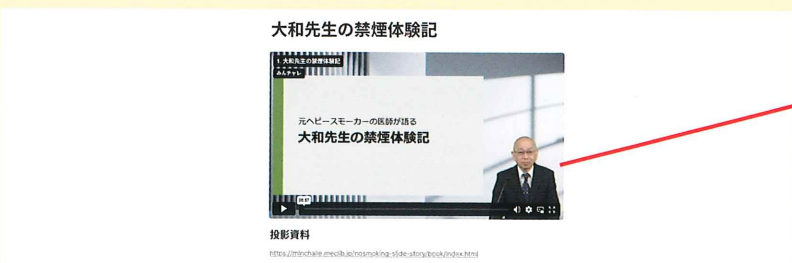 大和先生の禁煙体験記
1. 大和先生の禁煙体験記
みんチャレ
元ヘビースモーカーの医師が語る
大和先生の禁煙体験記
投影資料
https://minchalle.meclib.jp/nosmoking-slide-story/book/index.html